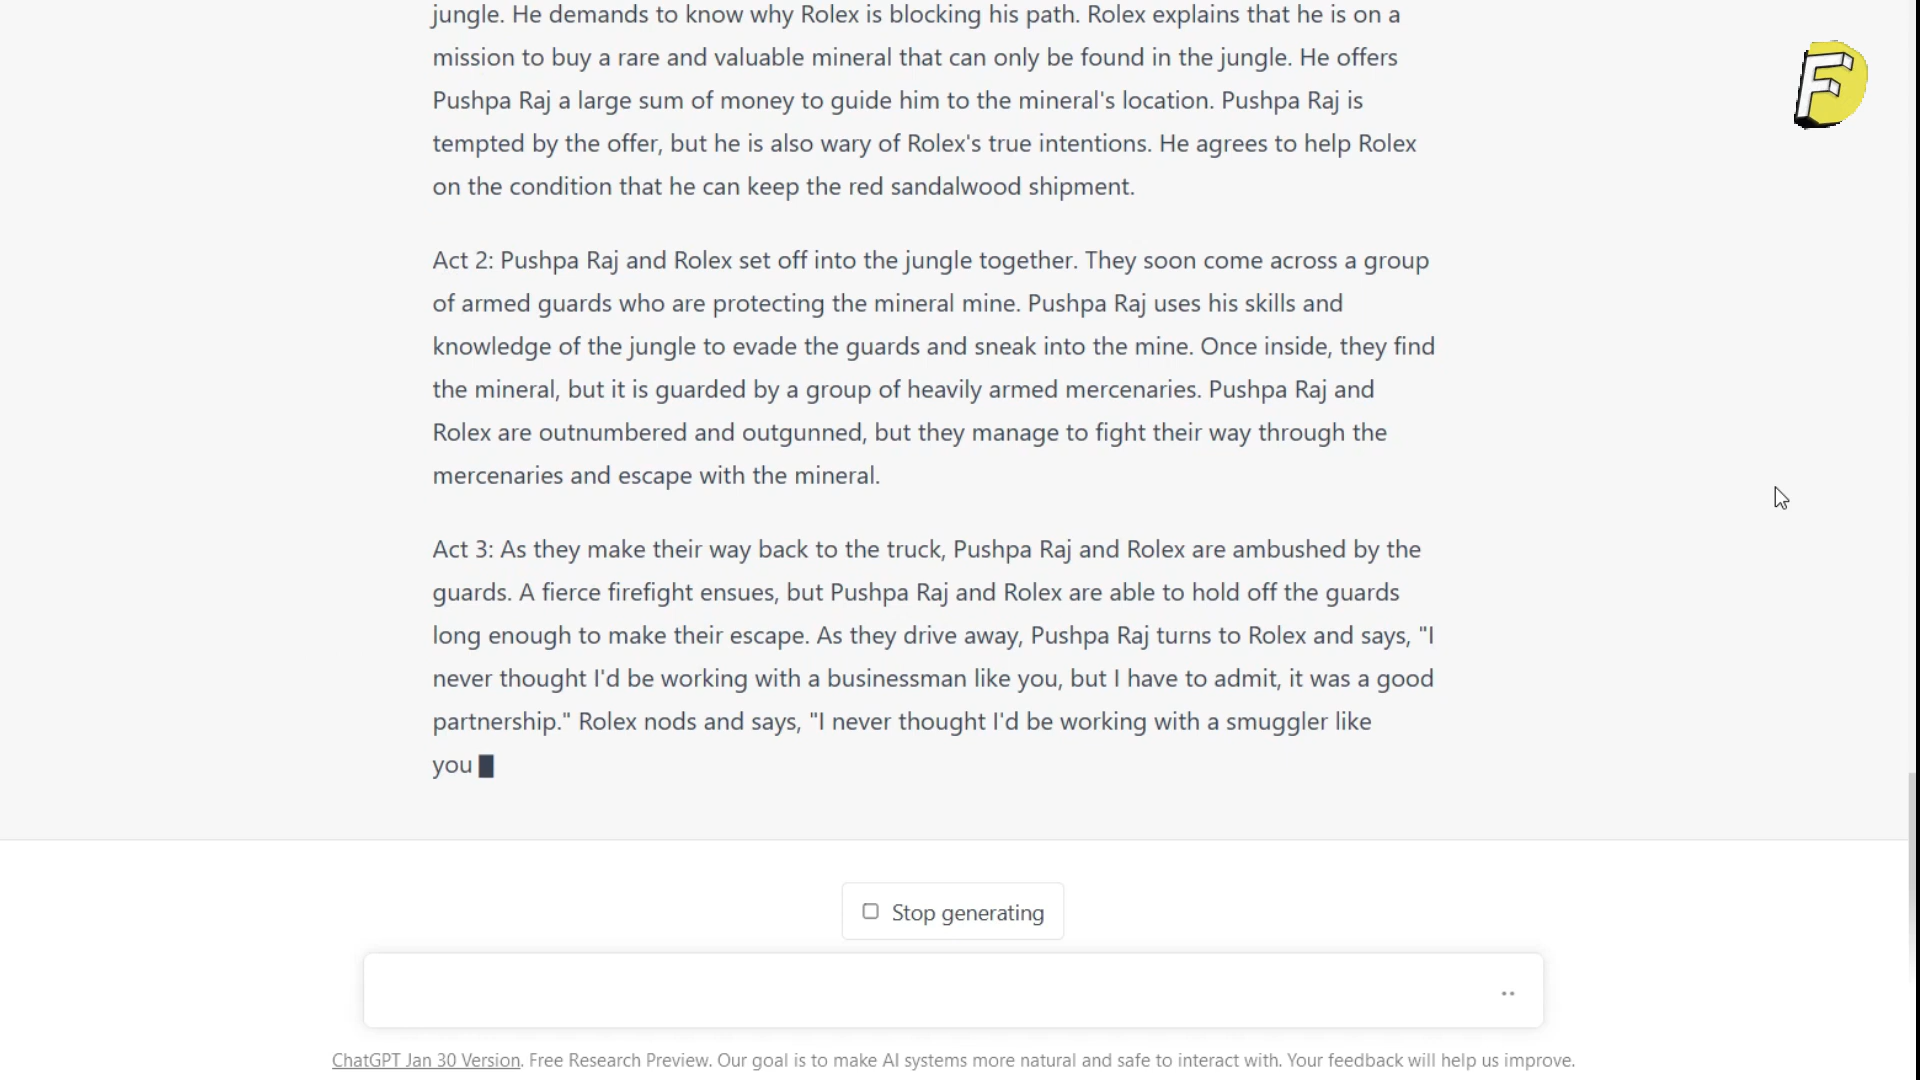 jungle. He demands to know why Rolex is blocking his path. Rolex explains that he is on a
mission to buy a rare and valuable mineral that can only be found in the jungle. He offers
Pushpa Raj a large sum of money to guide him to the mineral's location. Pushpa Raj is
tempted by the offer, but he is also wary of Rolex's true intentions. He agrees to help Rolex
on the condition that he can keep the red sandalwood shipment.
Act 2: Pushpa Raj and Rolex set off into the jungle together. They soon come across a group
of armed guards who are protecting the mineral mine. Pushpa Raj uses his skills and
knowledge of the jungle to evade the guards and sneak into the mine. Once inside, they find
the mineral, but it is guarded by a group of heavily armed mercenaries. Pushpa Raj and
Rolex are outnumbered and outgunned, but they manage to fight their way through the
mercenaries and escape with the mineral.
Act 3: As they make their way back to the truck, Pushpa Raj and Rolex are ambushed by the
guards. A fierce firefight ensues, but Pushpa Raj and Rolex are able to hold off the guards
long enough to make their escape. As they drive away, Pushpa Raj turns to Rolex and says, "I
never thought I'd be working with a businessman like you, but I have to admit, it was a good
partnership." Rolex nods and says, "I never thought I'd be working with a smuggler like
you
Stop generating
ChatGPT Jan 30 Version. Free Research Preview. Our goal is to make AI systems more natural and safe to interact with. Your feedback will help us improve.
F